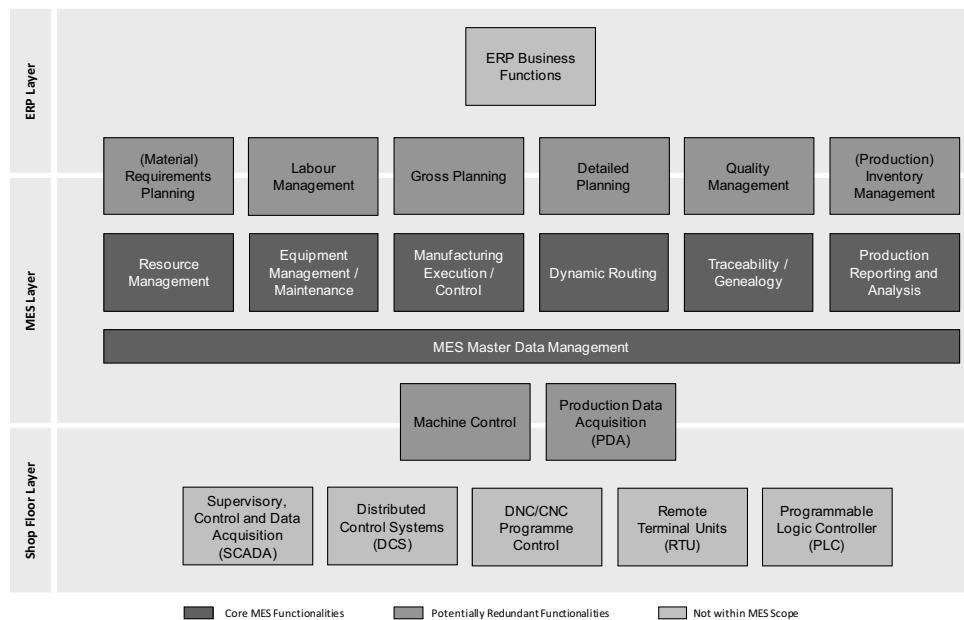 ERP Layer
ERP Business
Functions
(Material)
Requirements
Planning
Labour
Management
Gross Planning
Detailed
Planning
Quality
Management
(Production)
Inventory
Management
MES Layer
Resource
Management
Equipment
Management /
Maintenance
Manufacturing
Execution /
Control
Dynamic Routing
Traceability /
Genealogy
Production
Reporting and
Analysis
MES Master Data Management
Machine Control
Production Data
Acquisition
(PDA)
Shop Floor Layer
Supervisory,
Control and Data
Acquisition
(SCADA)
Distributed
Control Systems
(DCS)
DNC/CNC
Programme
Control
Remote
Terminal Units
(RTU)
Programmable
Logic Controller
(PLC)
Core MES Functionalities
Potentially Redundant Functionalities
Not within MES Scope